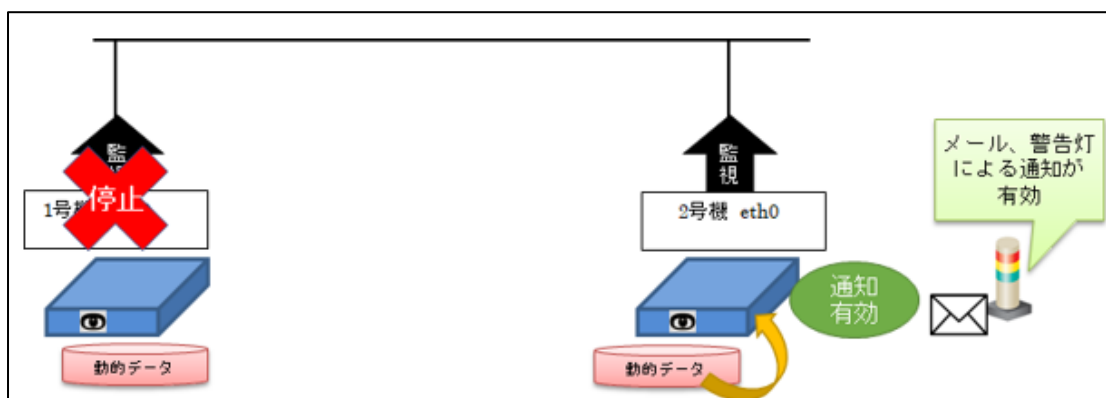 監
停止
1号
監
視
2号機 eth0
メール、警告灯
による通知が
有効
通知
有効
動的データ
動的データ